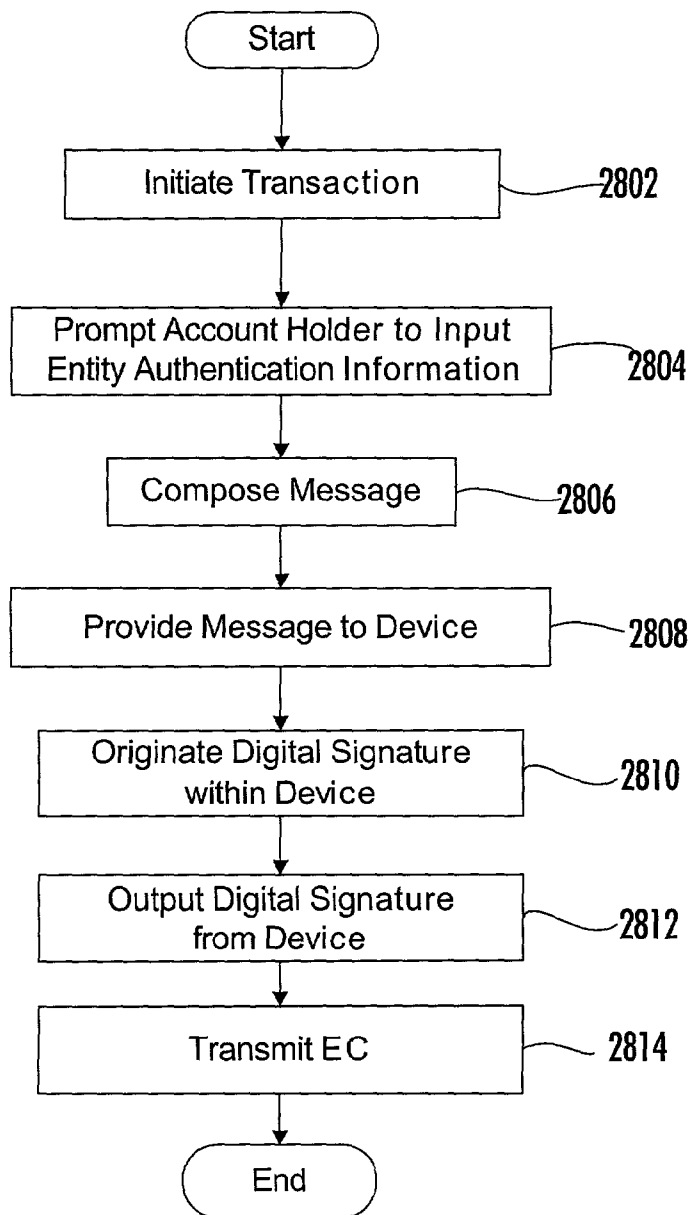 Start
Initiate Transaction
2802
Prompt Account Holder to Input
Entity Authentication Information
2804
Compose Message
2806
Provide Message to Device
2808
Originate Digital Signature
within Device
2810
Output Digital Signature
from Device
2812
Transmit EC
2814
End